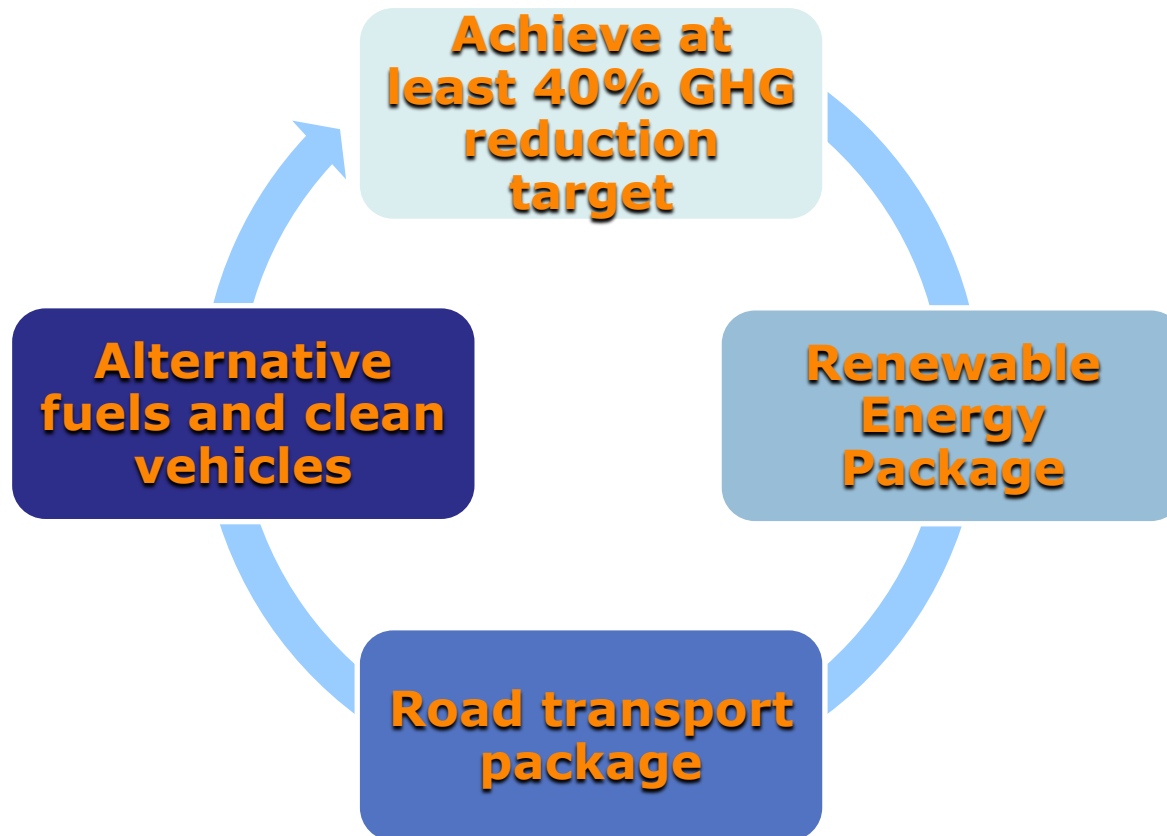 Achieve at
least 40% GHG
reduction
target
Alternative
fuels and clean
vehicles
Renewable
Energy
Package
Road transport
package